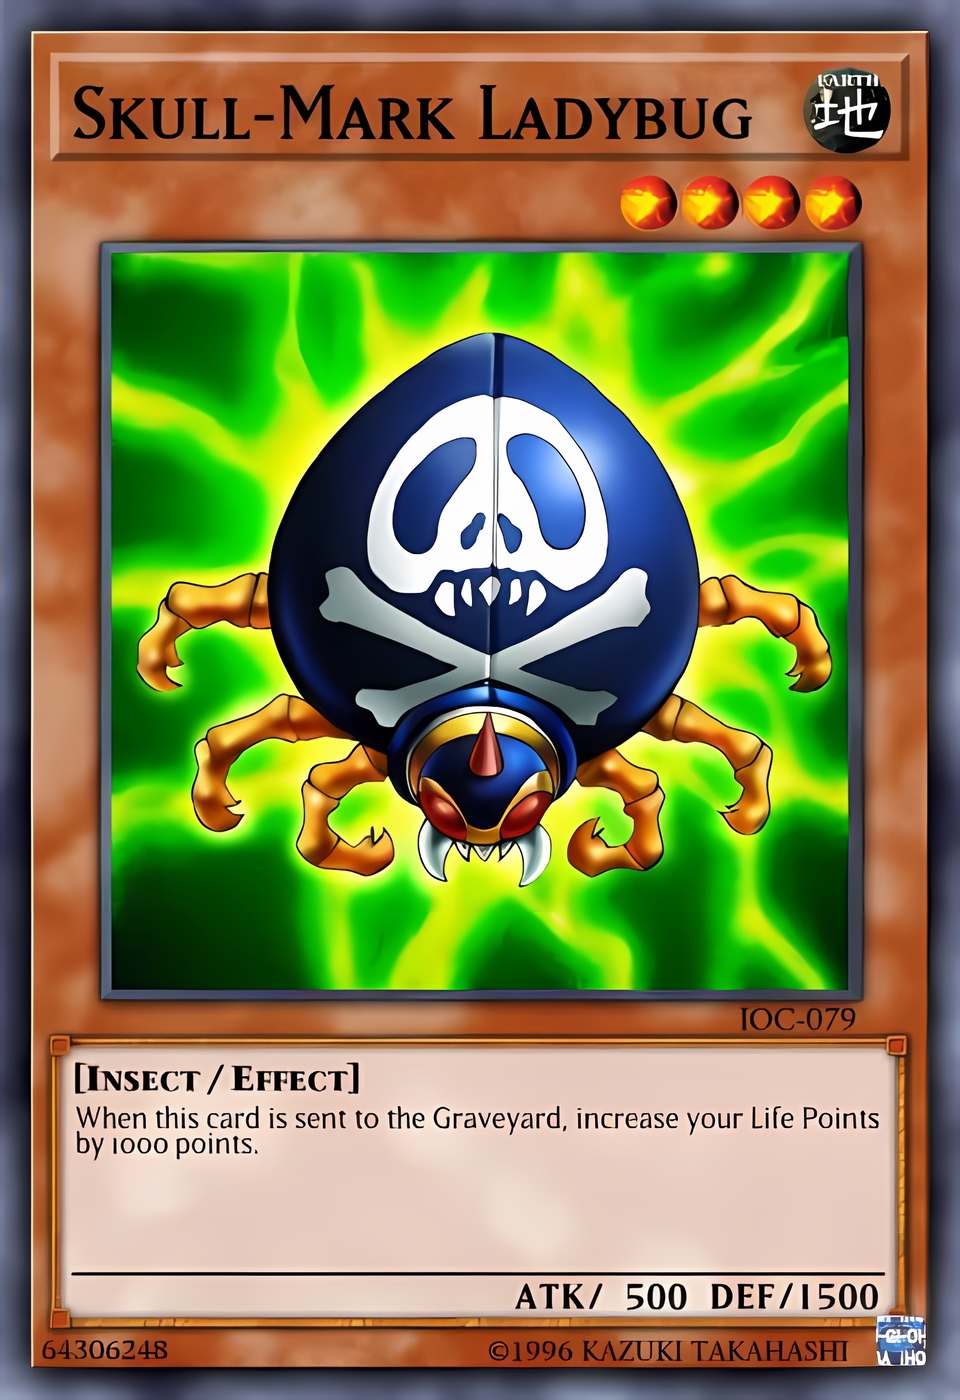 SKULL-MARK LADYBUG
EARTH
地
IOC-079
[INSECT / EFFECT]
When this card is sent to the Graveyard, increase your Life Points
by 1000 points.
ATK/ 500 DEF/1500
64306248 ©1996 KAZUKI TAKAHASHI